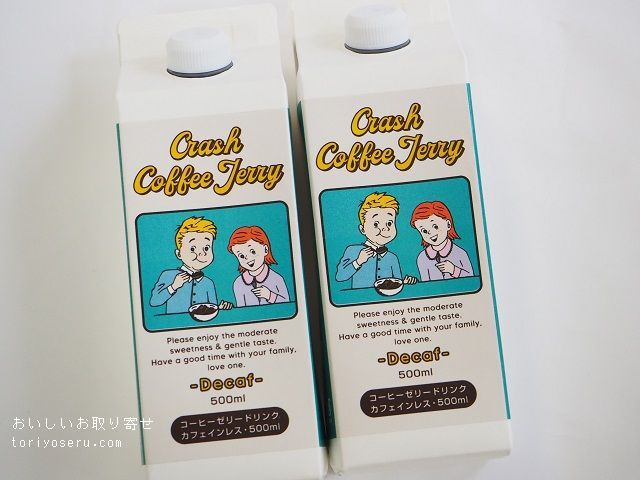 Crash
Coffee Jerry
Please enjoy the moderate
sweetness & gentle taste.
Have a good time with your family,
love one.
-Decaf-
500ml
コーヒーゼリードリンク
カフェインレス・500ml
Crash
Coffee Jerry
Please enjoy the moderate
sweetness & gentle taste.
Have a good time with your family,
love one.
-Decaf-
500ml
コーヒーゼリードリンク
カフェインレス・500ml
おいしいお取り寄せ
toriyoseru.com